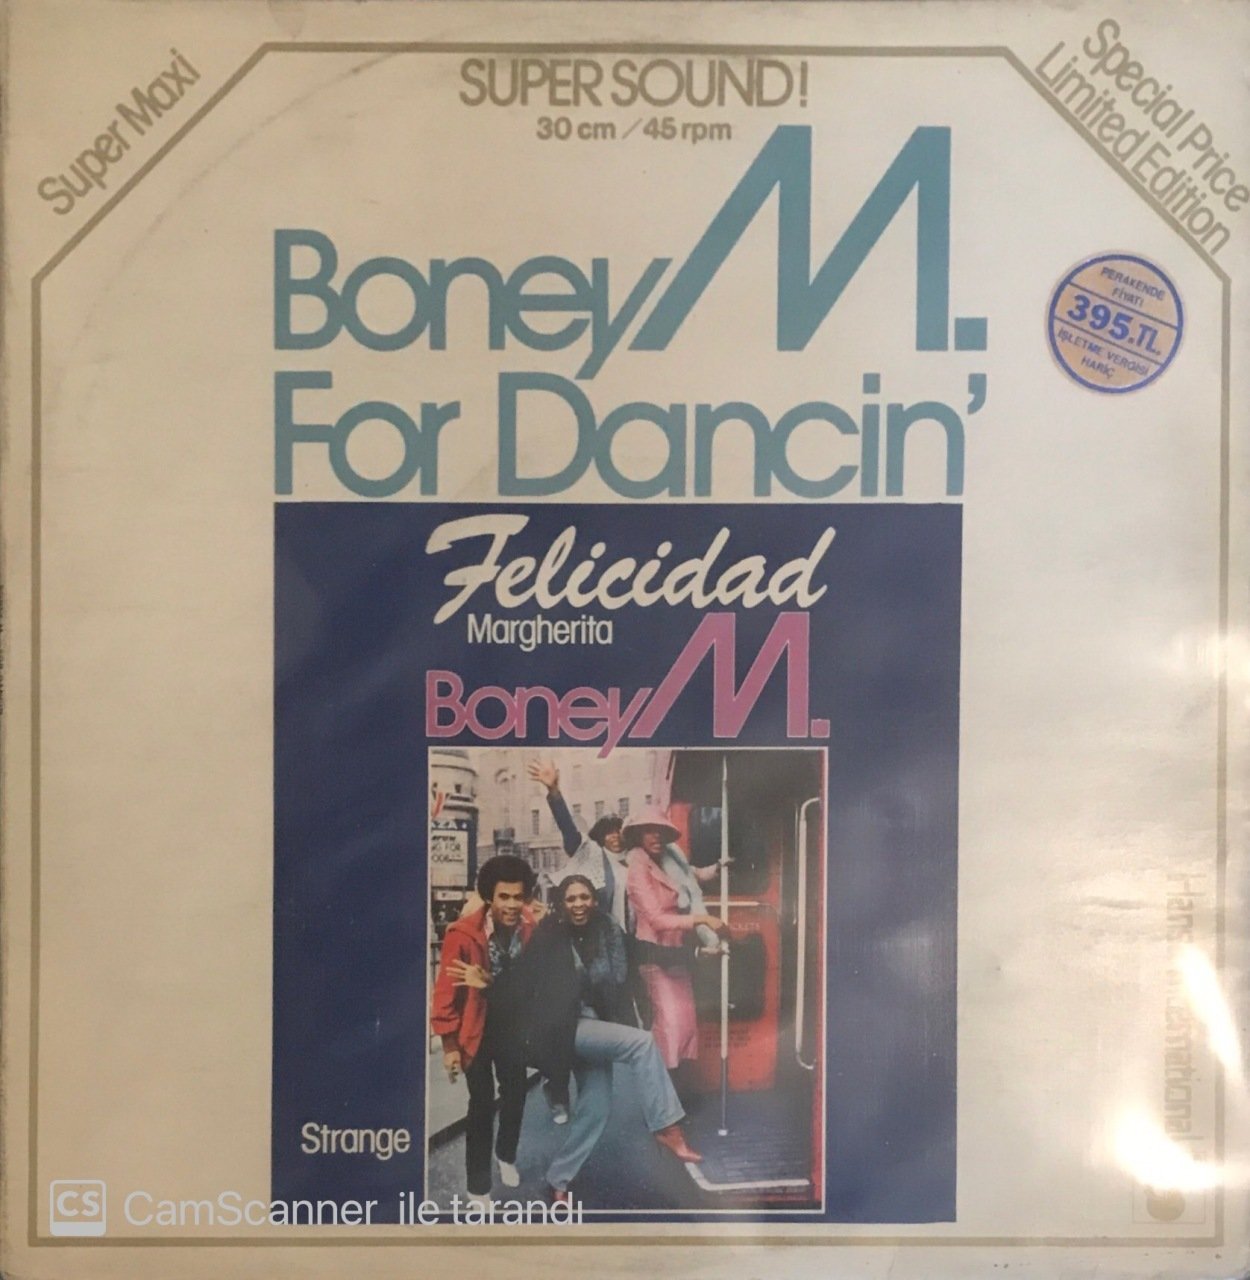 Super Maxi
SUPER SOUND!
30 cm / 45 rpm
Special Price
Limited Edition
Boney M.
For Dancin'
PERAKENDE
FİYATI
395.TL.
İŞLETME VERGİSİ
HARİÇ
Felicidad
Margherita
Boney M.
Strange
CS CamScanner ile tarandı